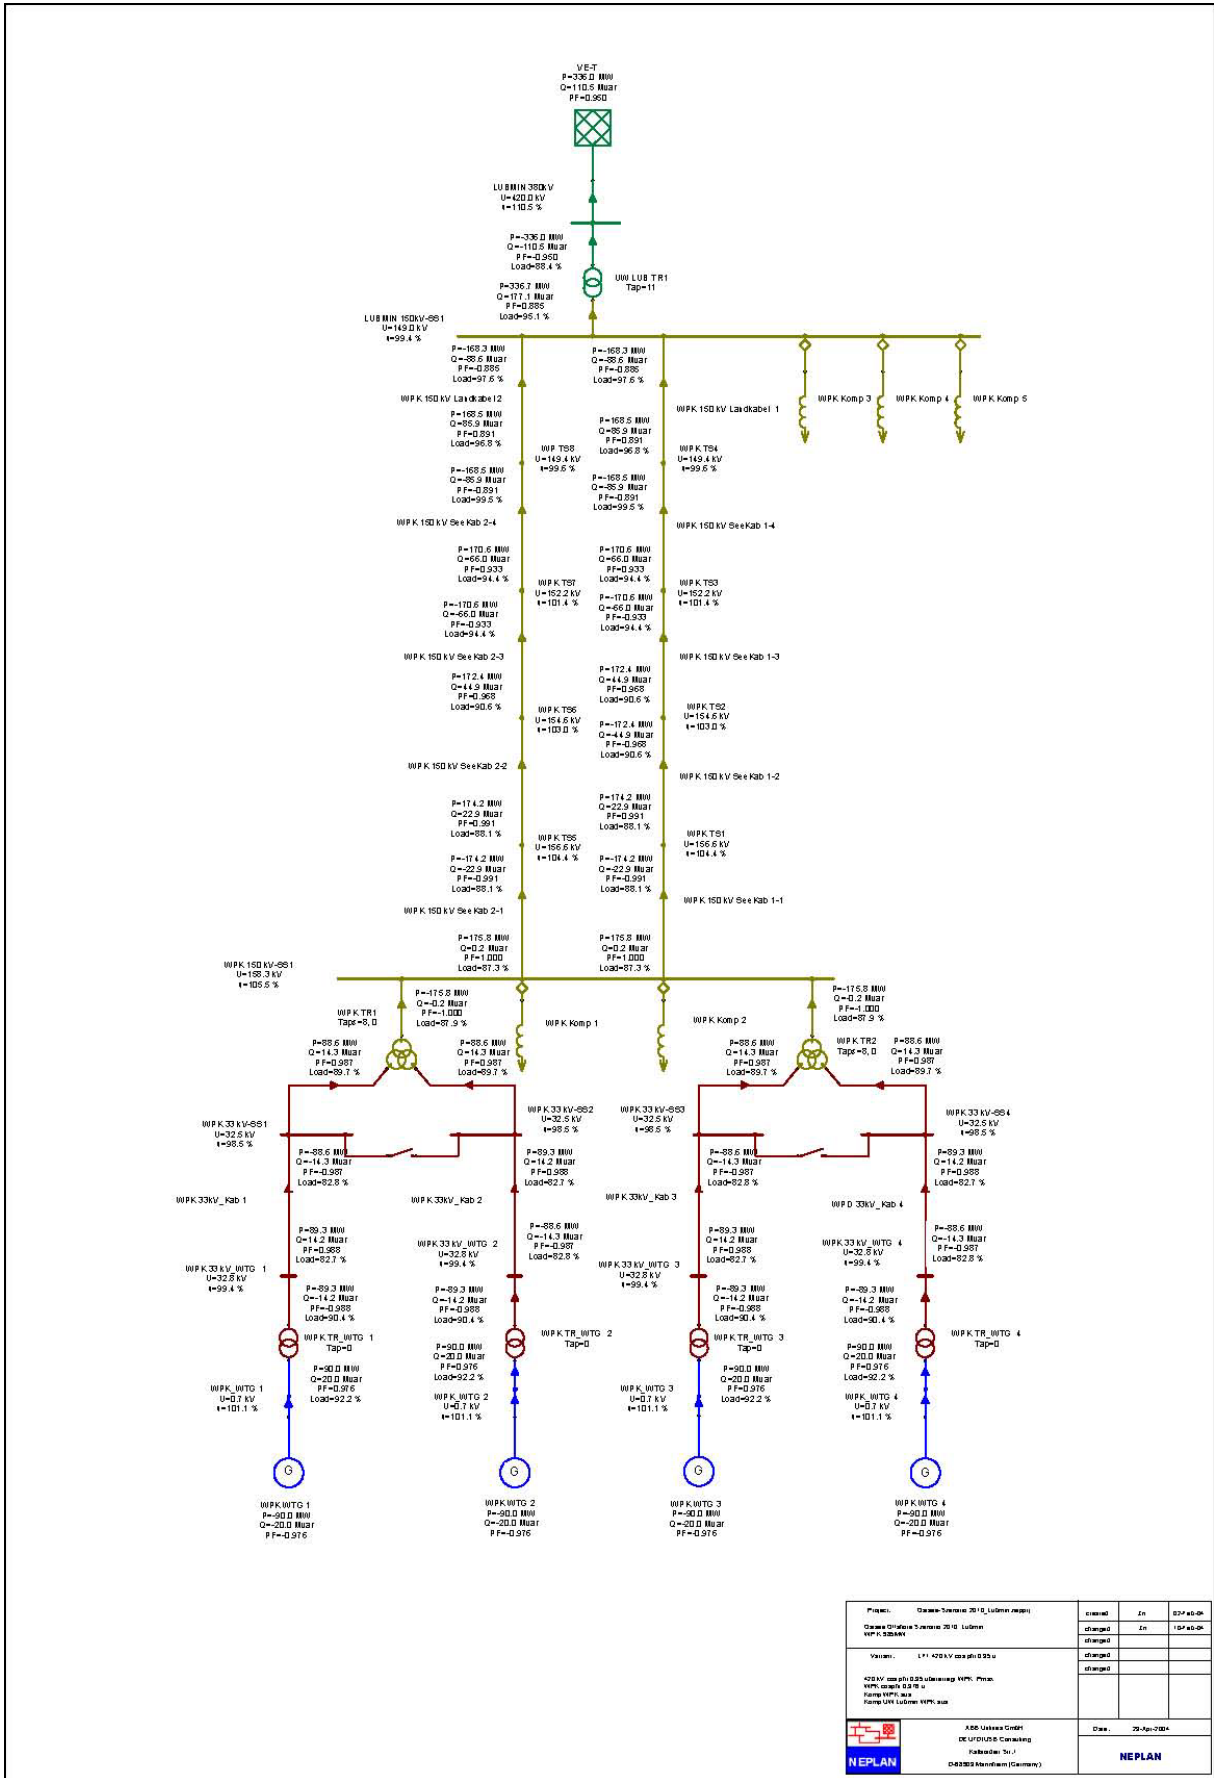 VE-T
P=336.0 MW
Q=110.5 Mvar
PF=0.950
LUBMIN 380kV
U=420.0 kV
u=110.5 %
P=-336.0 MW
Q=-110.5 Mvar
PF=-0.950
Load=88.4 %
UW LUB TR1
Tap=11
P=336.7 MW
Q=177.1 Mvar
PF=0.885
Load=95.1 %
LUBMIN 150kV-SS1
U=149.0 kV
u=99.4 %
P=-168.3 MW
Q=-88.6 Mvar
PF=-0.885
Load=97.6 %
P=-168.3 MW
Q=-88.6 Mvar
PF=-0.885
Load=97.6 %
WPK 150 kV Landkabel 2
WPK 150 kV Landkabel 1
WPK Komp 3
WPK Komp 4
WPK Komp 5
P=168.5 MW
Q=85.9 Mvar
PF=0.891
Load=96.8 %
P=168.5 MW
Q=85.9 Mvar
PF=0.891
Load=96.8 %
WP TS8
U=149.4 kV
u=99.6 %
WPK TS4
U=149.4 kV
u=99.6 %
P=-168.5 MW
Q=-85.9 Mvar
PF=-0.891
Load=99.5 %
P=-168.5 MW
Q=-85.9 Mvar
PF=-0.891
Load=99.5 %
WPK 150 kV SeeKab 2-4
WPK 150 kV SeeKab 1-4
P=170.6 MW
Q=66.0 Mvar
PF=0.933
Load=94.4 %
P=170.6 MW
Q=66.0 Mvar
PF=0.933
Load=94.4 %
WPK TS7
U=152.2 kV
u=101.4 %
WPK TS3
U=152.2 kV
u=101.4 %
P=-170.6 MW
Q=-66.0 Mvar
PF=-0.933
Load=94.4 %
P=-170.6 MW
Q=-66.0 Mvar
PF=-0.933
Load=94.4 %
WPK 150 kV SeeKab 2-3
WPK 150 kV SeeKab 1-3
P=172.4 MW
Q=44.9 Mvar
PF=0.968
Load=90.6 %
P=172.4 MW
Q=44.9 Mvar
PF=0.968
Load=90.6 %
WPK TS6
U=154.6 kV
u=103.0 %
WPK TS2
U=154.6 kV
u=103.0 %
P=-172.4 MW
Q=-44.9 Mvar
PF=-0.968
Load=90.6 %
WPK 150 kV SeeKab 2-2
WPK 150 kV SeeKab 1-2
P=174.2 MW
Q=22.9 Mvar
PF=0.991
Load=88.1 %
P=174.2 MW
Q=22.9 Mvar
PF=0.991
Load=88.1 %
WPK TS5
U=156.6 kV
u=104.4 %
WPK TS1
U=156.6 kV
u=104.4 %
P=-174.2 MW
Q=-22.9 Mvar
PF=-0.991
Load=88.1 %
P=-174.2 MW
Q=-22.9 Mvar
PF=-0.991
Load=88.1 %
WPK 150 kV SeeKab 2-1
WPK 150 kV SeeKab 1-1
P=175.8 MW
Q=0.2 Mvar
PF=1.000
Load=87.3 %
P=175.8 MW
Q=0.2 Mvar
PF=1.000
Load=87.3 %
WPK 150 kV-SS1
U=158.3 kV
u=105.5 %
P=-175.8 MW
Q=-0.2 Mvar
PF=-1.000
Load=87.9 %
P=-175.8 MW
Q=-0.2 Mvar
PF=-1.000
Load=87.9 %
WPK TR1
Taps=8, 0
WPK Komp 1
WPK Komp 2
WPK TR2
Taps=8, 0
P=88.6 MW
Q=14.3 Mvar
PF=0.987
Load=89.7 %
P=88.6 MW
Q=14.3 Mvar
PF=0.987
Load=89.7 %
P=88.6 MW
Q=14.3 Mvar
PF=0.987
Load=89.7 %
P=88.6 MW
Q=14.3 Mvar
PF=0.987
Load=89.7 %
WPK 33 kV-SS1
U=32.5 kV
u=98.5 %
WPK 33 kV-SS2
U=32.5 kV
u=98.5 %
WPK 33 kV-SS3
U=32.5 kV
u=98.5 %
WPK 33 kV-SS4
U=32.5 kV
u=98.5 %
P=-88.6 MW
Q=-14.3 Mvar
PF=-0.987
Load=82.8 %
P=89.3 MW
Q=14.2 Mvar
PF=0.988
Load=82.7 %
P=-88.6 MW
Q=-14.3 Mvar
PF=-0.987
Load=82.8 %
P=89.3 MW
Q=14.2 Mvar
PF=0.988
Load=82.7 %
WPK 33kV_Kab 1
WPK 33kV_Kab 2
WPK 33kV_Kab 3
WPD 33kV_Kab 4
P=89.3 MW
Q=14.2 Mvar
PF=0.988
Load=82.7 %
P=-88.6 MW
Q=-14.3 Mvar
PF=-0.987
Load=82.8 %
P=89.3 MW
Q=14.2 Mvar
PF=0.988
Load=82.7 %
P=-88.6 MW
Q=-14.3 Mvar
PF=-0.987
Load=82.8 %
WPK 33 kV_WTG 1
U=32.8 kV
u=99.4 %
WPK 33 kV_WTG 2
U=32.8 kV
u=99.4 %
WPK 33 kV_WTG 3
U=32.8 kV
u=99.4 %
WPK 33 kV_WTG 4
U=32.8 kV
u=99.4 %
P=-89.3 MW
Q=-14.2 Mvar
PF=-0.988
Load=90.4 %
P=-89.3 MW
Q=-14.2 Mvar
PF=-0.988
Load=90.4 %
P=-89.3 MW
Q=-14.2 Mvar
PF=-0.988
Load=90.4 %
P=-89.3 MW
Q=-14.2 Mvar
PF=-0.988
Load=90.4 %
WPK TR_WTG 1
Tap=0
WPK TR_WTG 2
Tap=0
WPK TR_WTG 3
Tap=0
WPK TR_WTG 4
Tap=0
P=90.0 MW
Q=20.0 Mvar
PF=0.976
Load=92.2 %
P=90.0 MW
Q=20.0 Mvar
PF=0.976
Load=92.2 %
P=90.0 MW
Q=20.0 Mvar
PF=0.976
Load=92.2 %
P=90.0 MW
Q=20.0 Mvar
PF=0.976
Load=92.2 %
WPK_WTG 1
U=0.7 kV
u=101.1 %
WPK_WTG 2
U=0.7 kV
u=101.1 %
WPK_WTG 3
U=0.7 kV
u=101.1 %
WPK_WTG 4
U=0.7 kV
u=101.1 %
G
G
G
G
WPK WTG 1
P=-90.0 MW
Q=-20.0 Mvar
PF=-0.976
WPK WTG 2
P=-90.0 MW
Q=-20.0 Mvar
PF=-0.976
WPK WTG 3
P=-90.0 MW
Q=-20.0 Mvar
PF=-0.976
WPK WTG 4
P=-90.0 MW
Q=-20.0 Mvar
PF=-0.976
Project:
created
changed
changed
Variant:
changed
changed
ABB Utilities GmbH
Date:
29-Apr-2004
NEPLAN
D-68309 Mannheim (Germany)
NEPLAN